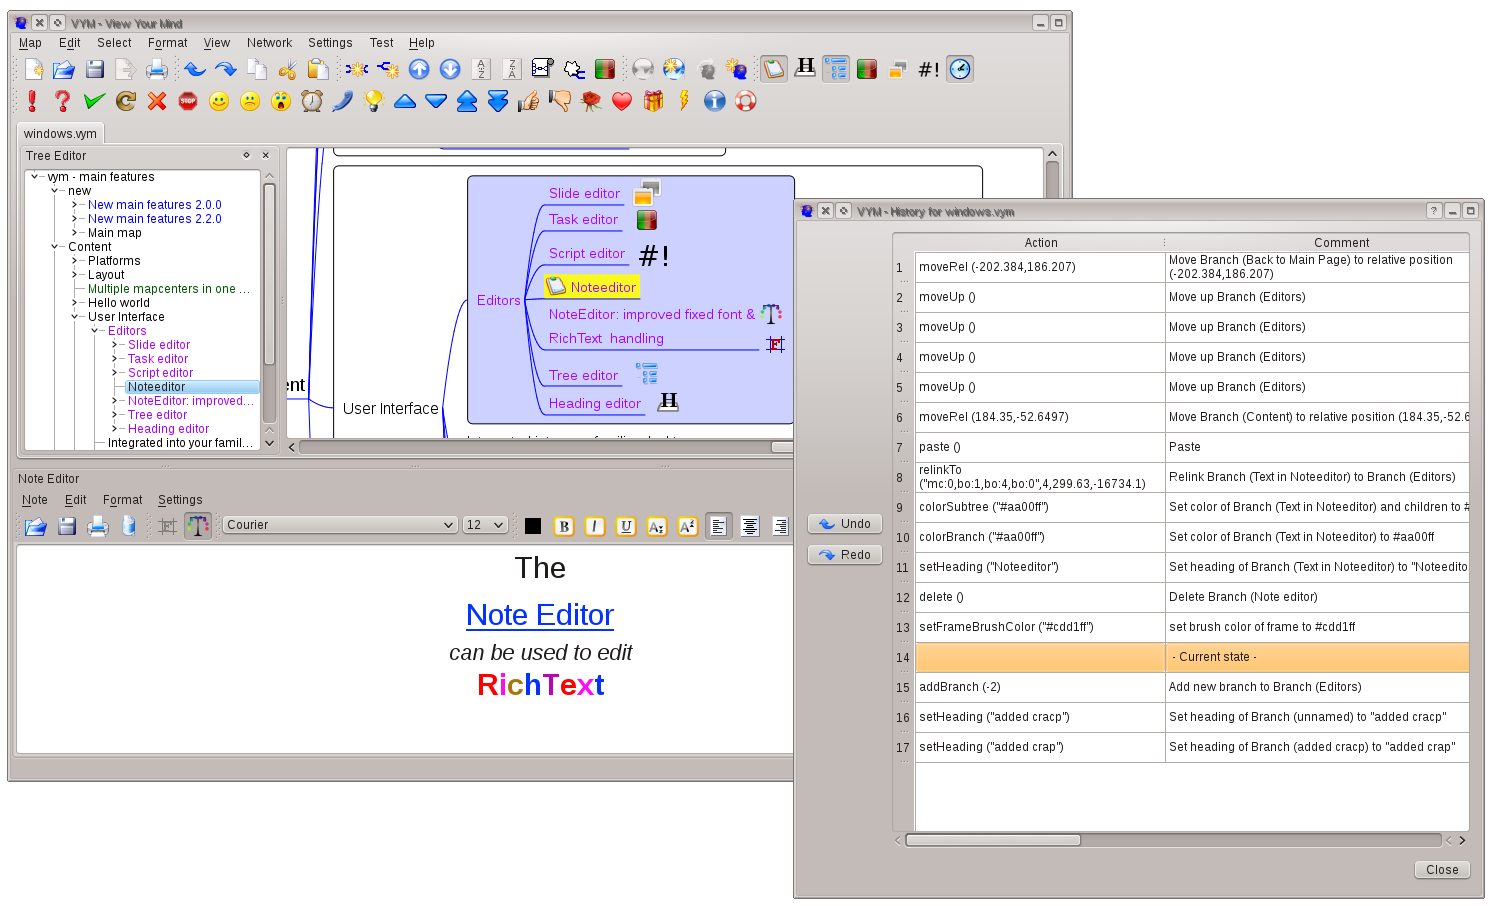 VYM - View Your Mind
Map Edit Select Format View Network Settings Test Help
A Z
Z A
H
#!
STOP
windows.vym
Tree Editor
vym - main features
new
New main features 2.0.0
New main features 2.2.0
Main map
Content
Platforms
Layout
Multiple mapcenters in one ...
Hello world
User Interface
Editors
Slide editor
Task editor
Script editor
Noteeditor
NoteEditor: improved...
Tree editor
Heading editor
Integrated into your famil...
ent
User Interface
Editors
Slide editor
Task editor
Script editor #!
Noteeditor
NoteEditor: improved fixed font &
RichText handling
F
Tree editor
Heading editor H
Note Editor
Note Edit Format Settings
F Courier 12 B I U A2 A2
The
Note Editor
can be used to edit
RichText
VYM - History for windows.vym
?
Action Comment
1 moveRel (-202.384,186.207) Move Branch (Back to Main Page) to relative position
(-202.384,186.207)
2 moveUp () Move up Branch (Editors)
3 moveUp () Move up Branch (Editors)
4 moveUp () Move up Branch (Editors)
5 moveUp () Move up Branch (Editors)
6 moveRel (184.35,-52.6497) Move Branch (Content) to relative position (184.35,-52.6
7 paste () Paste
8 relinkTo
("mc:0,bo:1,bo:4,bo:0",4,299.63,-16734.1) Relink Branch (Text in Noteeditor) to Branch (Editors)
9 colorSubtree ("#aa00ff") Set color of Branch (Text in Noteeditor) and children to #
10 colorBranch ("#aa00ff") Set color of Branch (Text in Noteeditor) to #aa00ff
11 setHeading ("Noteeditor") Set heading of Branch (Text in Noteeditor) to "Noteedito
12 delete () Delete Branch (Note editor)
13 setFrameBrushColor ("#cdd1ff") set brush color of frame to #cdd1ff
14 - Current state -
15 addBranch (-2) Add new branch to Branch (Editors)
16 setHeading ("added cracp") Set heading of Branch (unnamed) to "added cracp"
17 setHeading ("added crap") Set heading of Branch (added cracp) to "added crap"
Undo
Redo
Close